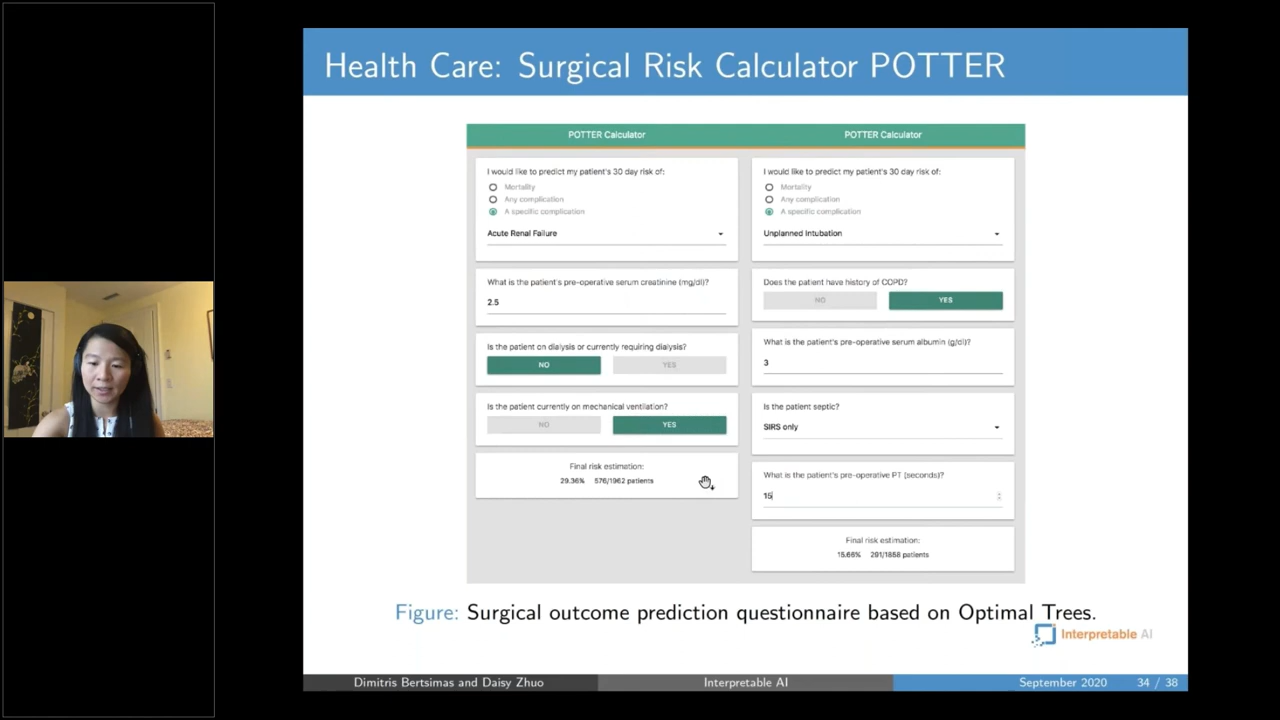 Health Care: Surgical Risk Calculator POTTER
POTTER Calculator
I would like to predict my patient's 30 day risk of:
Mortality
Any complication
A specific complication
Acute Renal Failure
What is the patient's pre-operative serum creatinine (mg/dl)?
2.5
Is the patient on dialysis or currently requiring dialysis?
NO YES
Is the patient currently on mechanical ventilation?
NO YES
Final risk estimation:
29.36% 576/1962 patients
POTTER Calculator
I would like to predict my patient's 30 day risk of:
Mortality
Any complication
A specific complication
Unplanned Intubation
Does the patient have history of COPD?
NO YES
What is the patient's pre-operative serum albumin (g/dl)?
3
Is the patient septic?
SIRS only
What is the patient's pre-operative PT (seconds)?
15
Final risk estimation:
15.66% 291/1858 patients
Figure: Surgical outcome prediction questionnaire based on Optimal Trees.
Interpretable AI
Dimitris Bertsimas and Daisy Zhuo Interpretable AI September 2020 34 / 38